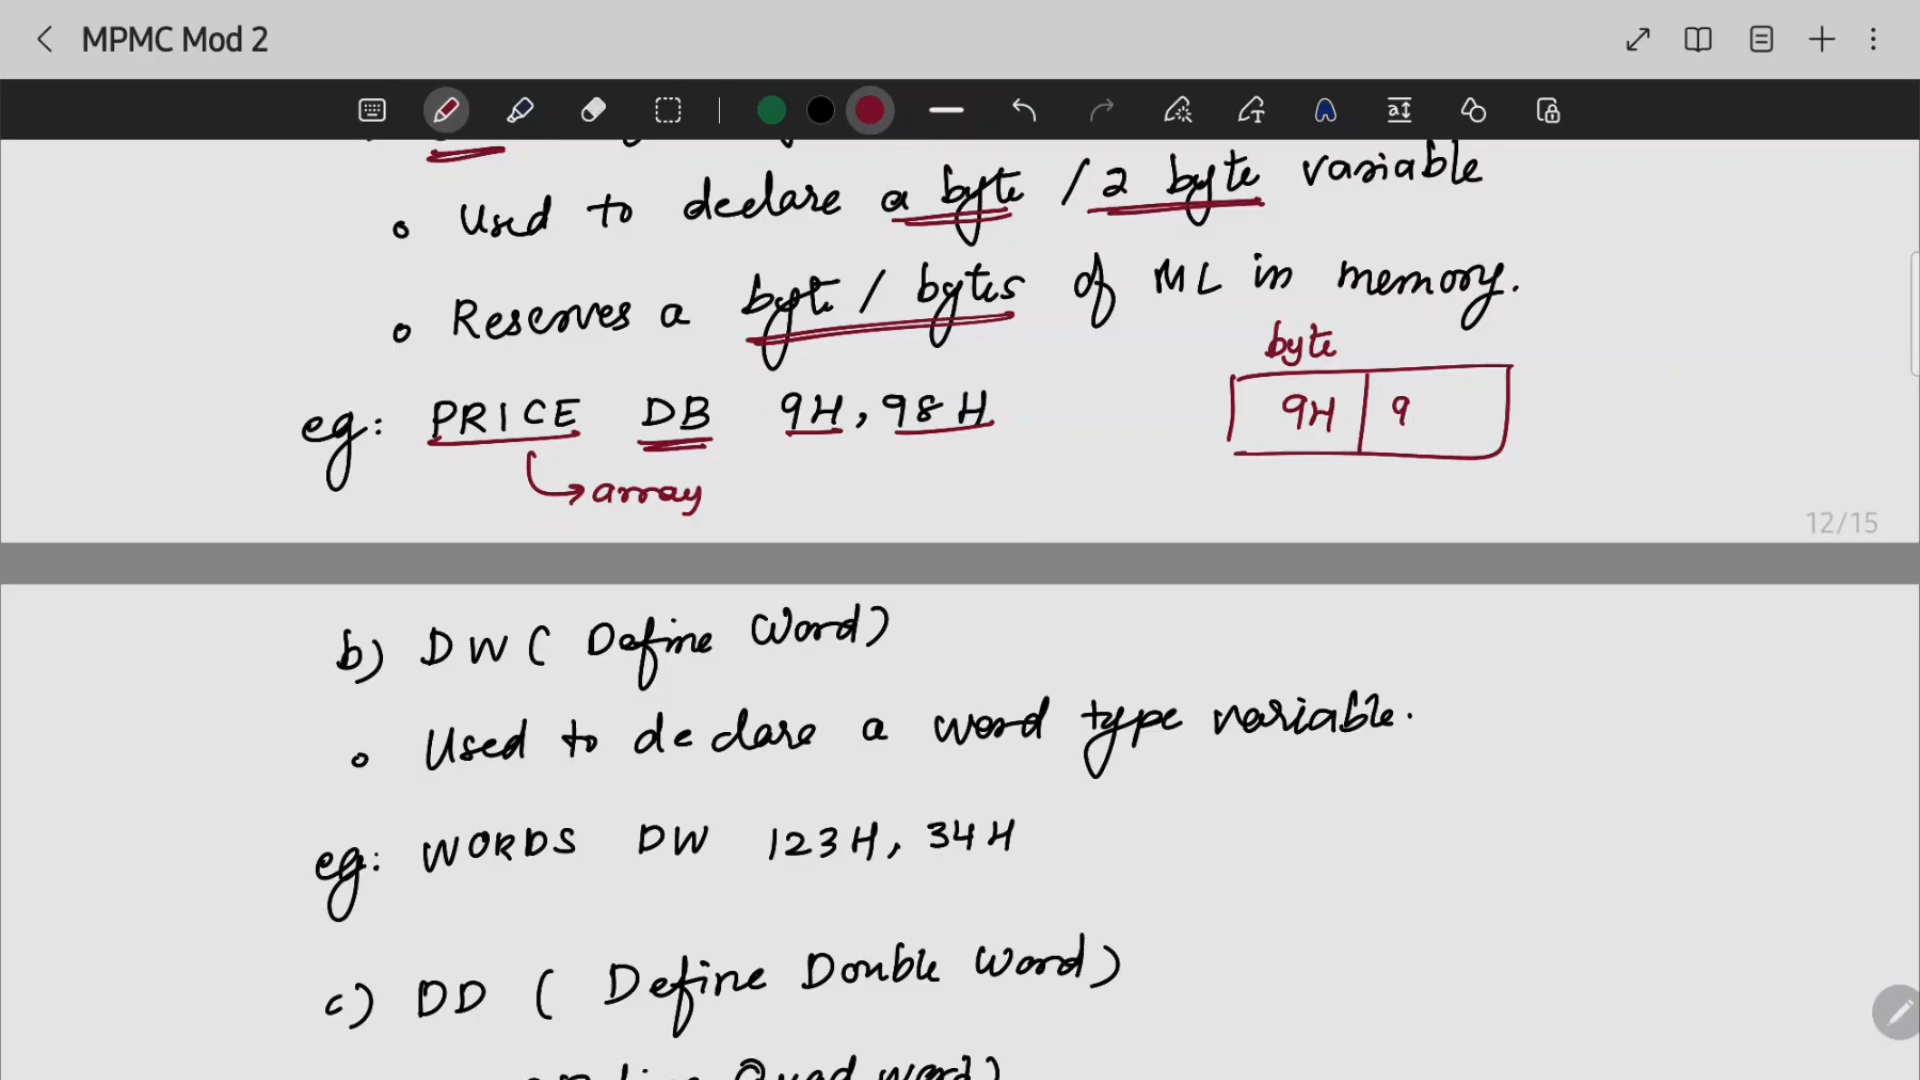 MPMC Mod 2
• Used to declare a byte / 2 byte variable
• Reserves a byte / bytes of ML in memory.
byte
eg: PRICE DB 9H, 98H
9H 9
array
12/15
b) DW ( Define Word)
• Used to declare a word type variable.
eg: WORDS DW 123H, 34H
c) DD ( Define Double Word)
Quad word)